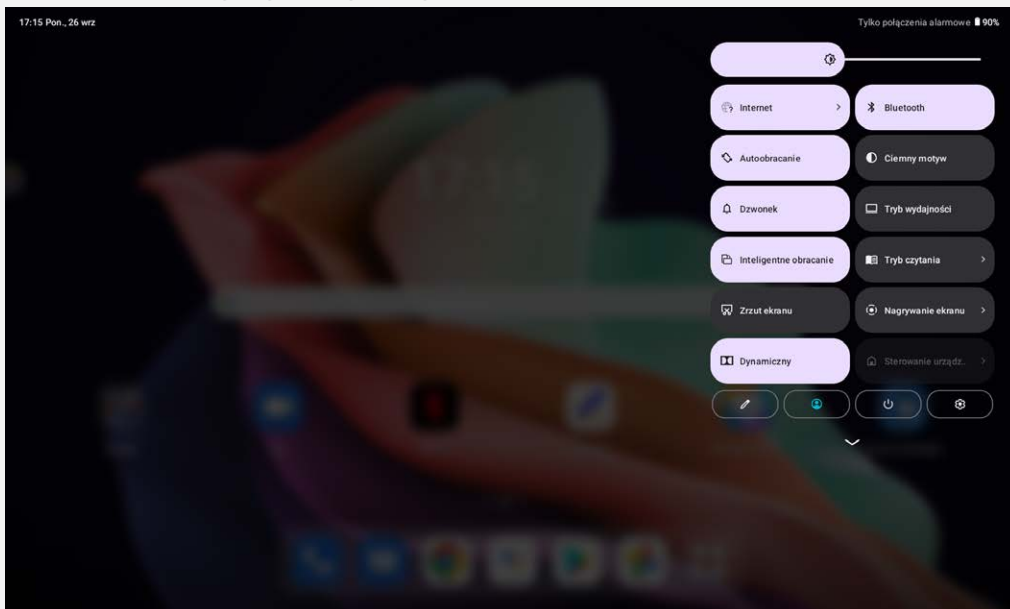 17:15 Pon., 26 wrz
Tylko połączenia alarmowe 90%
Internet
Bluetooth
Autoobracanie
Ciemny motyw
Dzwonek
Tryb wydajności
Inteligentne obracanie
Tryb czytania
Zrzut ekranu
Nagrywanie ekranu
Dynamiczny
Sterowanie urządz..